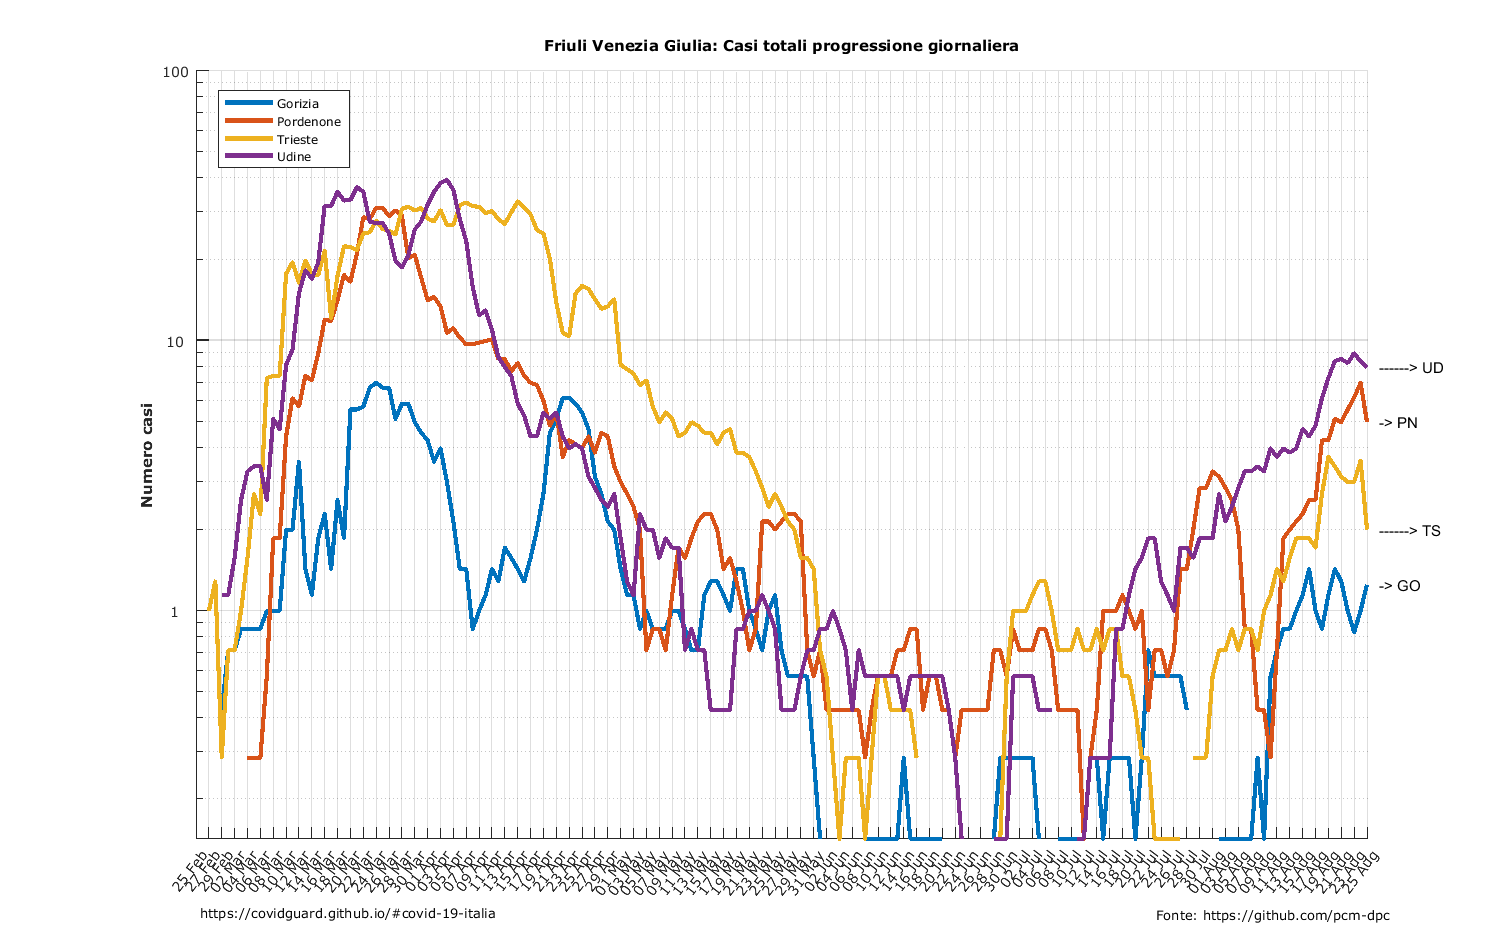 Friuli Venezia Giulia: Casi totali progressione giornaliera
100
10
1
Numero casi
Gorizia
Pordenone
Trieste
Udine
------> UD
-> PN
------> TS
-> GO
25 Feb
27 Feb
29 Feb
02 Mar
04 Mar
06 Mar
08 Mar
10 Mar
12 Mar
14 Mar
16 Mar
18 Mar
20 Mar
22 Mar
24 Mar
26 Mar
28 Mar
30 Mar
01 Apr
03 Apr
05 Apr
07 Apr
09 Apr
11 Apr
13 Apr
15 Apr
17 Apr
19 Apr
21 Apr
23 Apr
25 Apr
27 Apr
29 Apr
01 May
03 May
05 May
07 May
09 May
11 May
13 May
15 May
17 May
19 May
21 May
23 May
25 May
27 May
29 May
31 May
02 Jun
04 Jun
06 Jun
08 Jun
10 Jun
12 Jun
14 Jun
16 Jun
18 Jun
20 Jun
22 Jun
24 Jun
26 Jun
28 Jun
30 Jun
02 Jul
04 Jul
06 Jul
08 Jul
10 Jul
12 Jul
14 Jul
16 Jul
18 Jul
20 Jul
22 Jul
24 Jul
26 Jul
28 Jul
30 Jul
01 Aug
03 Aug
05 Aug
07 Aug
09 Aug
11 Aug
13 Aug
15 Aug
17 Aug
19 Aug
21 Aug
23 Aug
25 Aug
https://covidguard.github.io/#covid-19-italia
Fonte: https://github.com/pcm-dpc